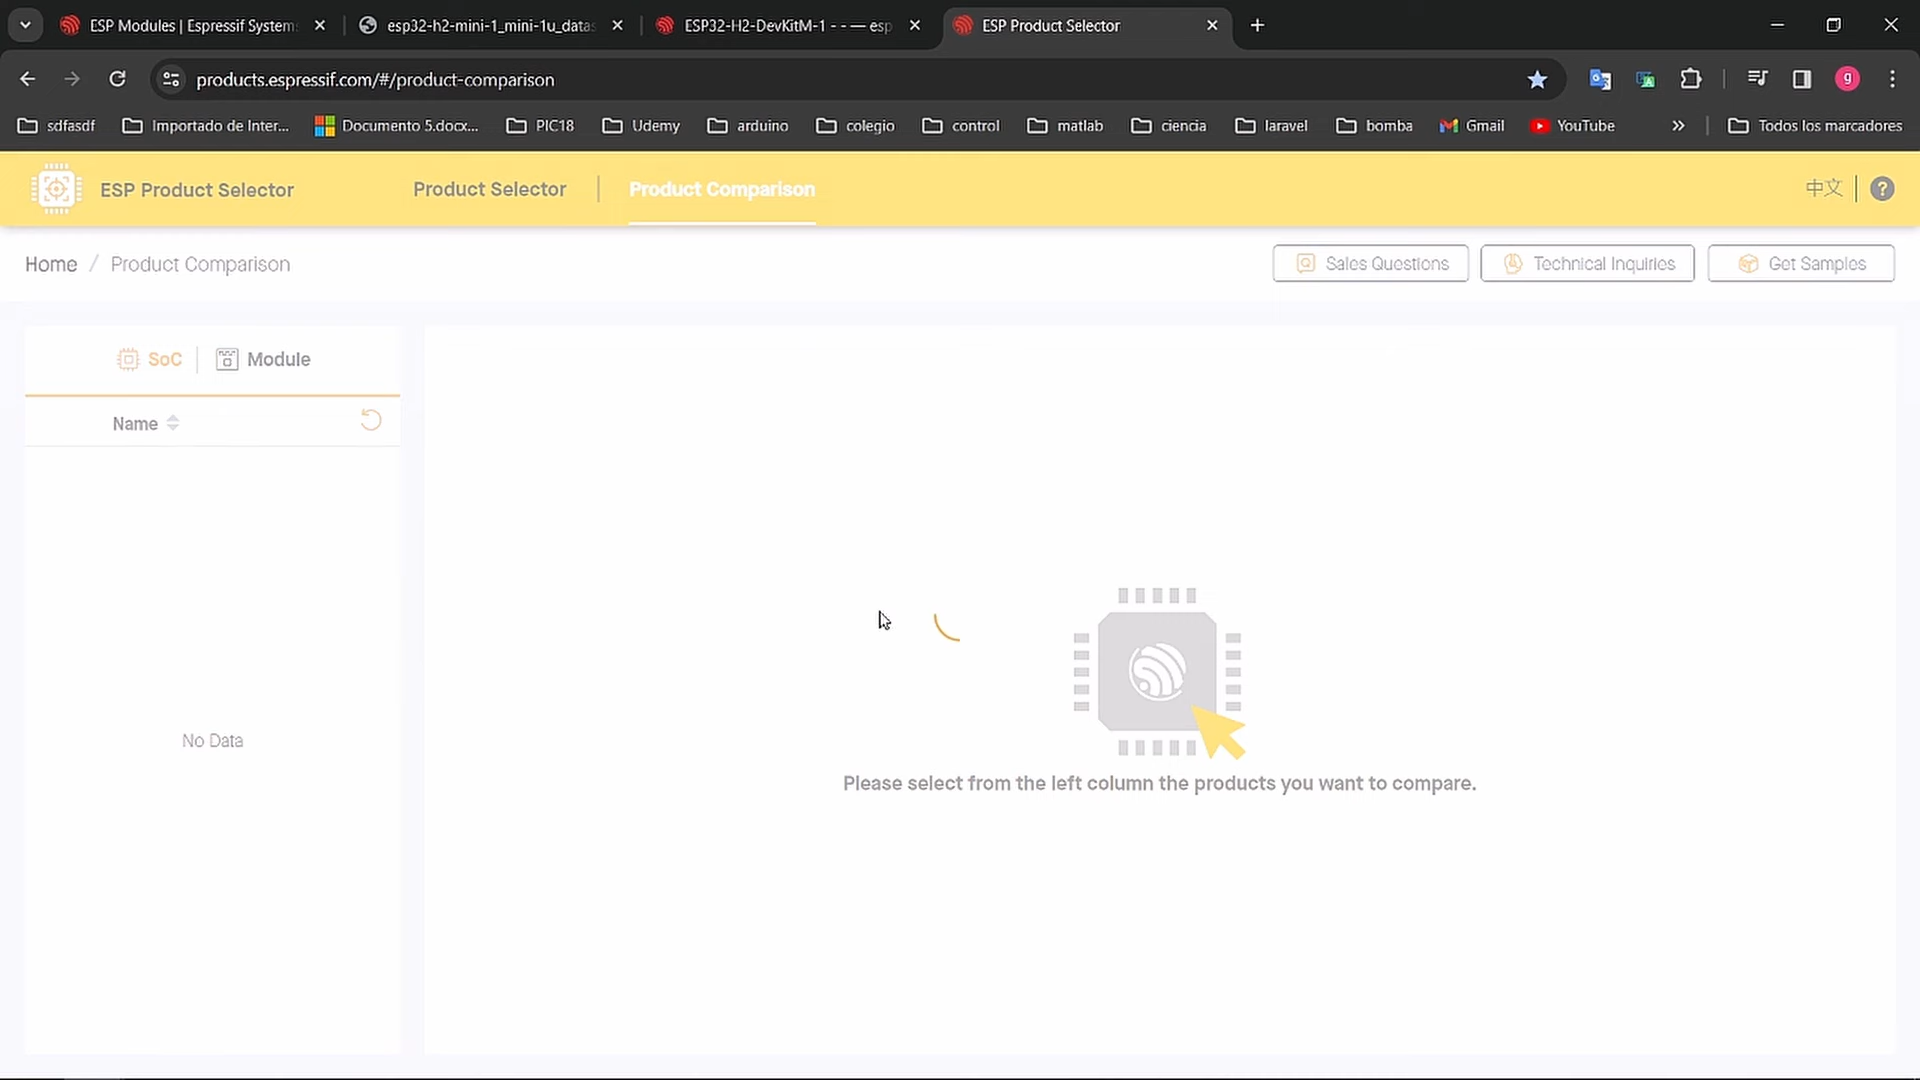 ESP Modules | Espressif System
esp32-h2-mini-1_mini-1u_datas
ESP32-H2-DevKitM-1 - - — esp
ESP Product Selector
products.espressif.com/#/product-comparison
g
sdfasdf
Importado de Inter...
Documento 5.docx...
PIC18
Udemy
arduino
colegio
control
matlab
ciencia
laravel
bomba
Gmail
YouTube
»
Todos los marcadores
ESP Product Selector
Product Selector
Product Comparison
中文
?
Home / Product Comparison
Sales Questions
Technical Inquiries
Get Samples
SoC
Module
Name
No Data
Please select from the left column the products you want to compare.